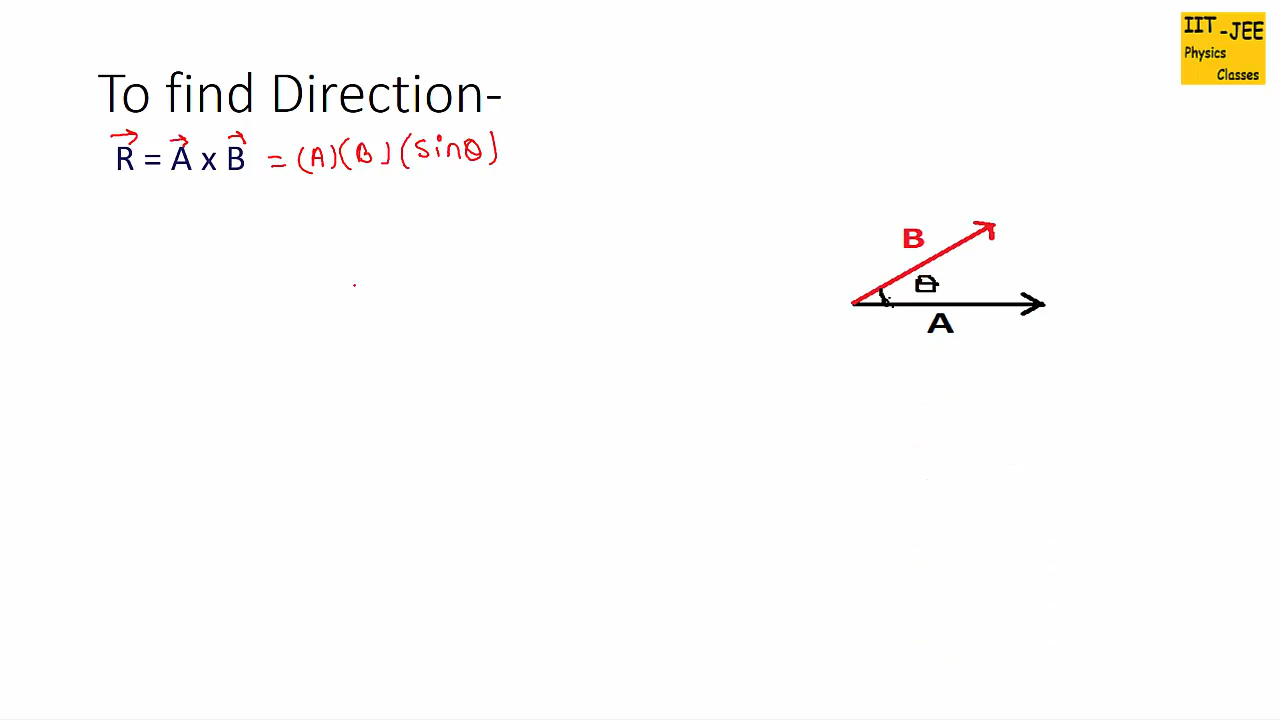 IIT-JEE
Physics
Classes
To find Direction-
R⃗ = A⃗ x B⃗ = (A)(B)(sinθ)
B
θ
A